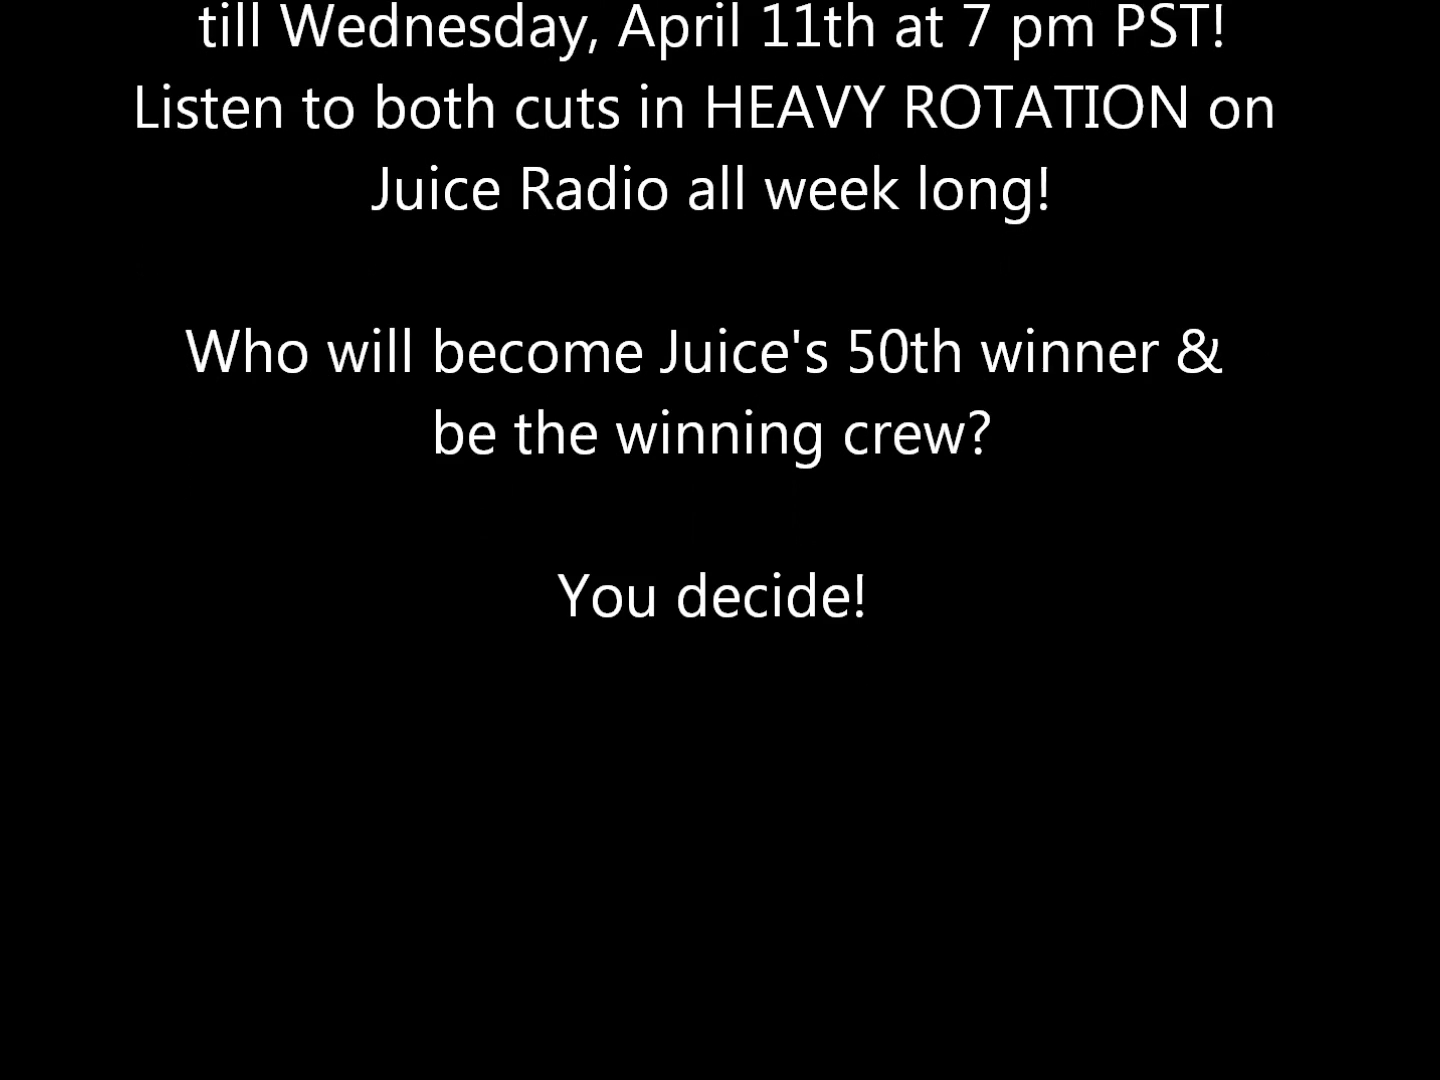 till Wednesday, April 11th at 7 pm PST!
Listen to both cuts in HEAVY ROTATION on
Juice Radio all week long!
Who will become Juice's 50th winner &
be the winning crew?
You decide!